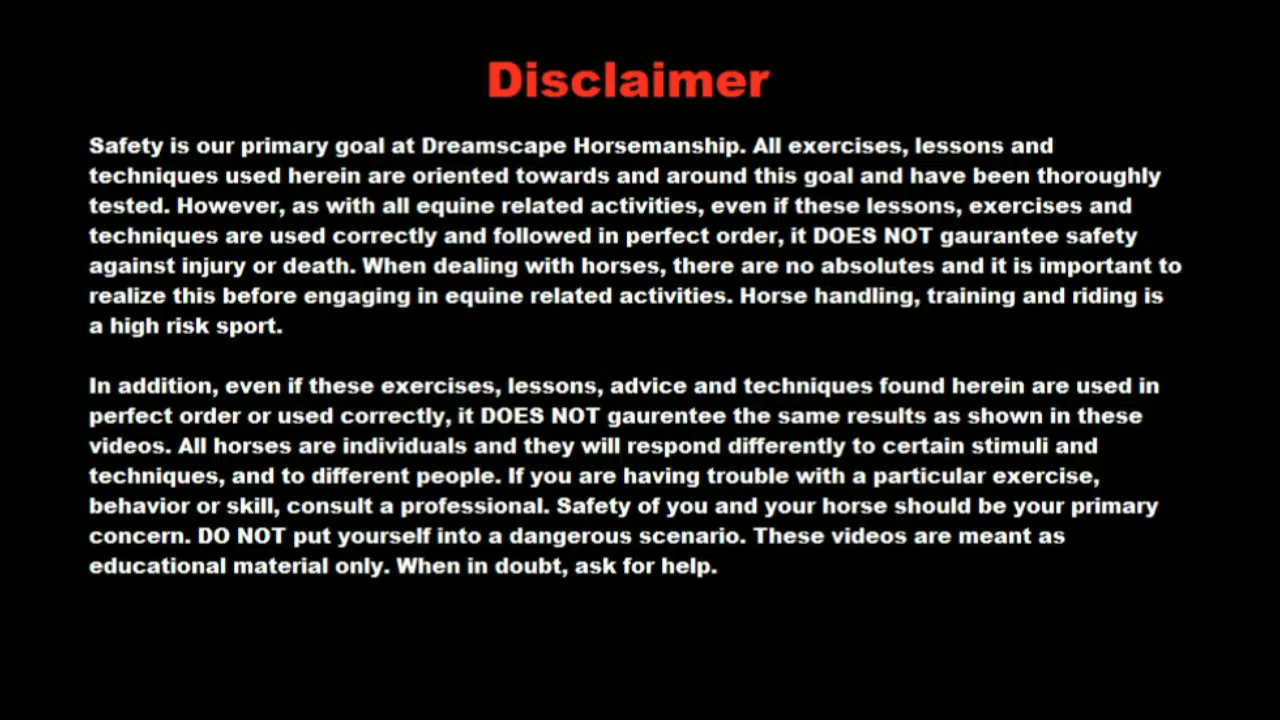 Disclaimer
Safety is our primary goal at Dreamscape Horsemanship. All exercises, lessons and
techniques used herein are oriented towards and around this goal and have been thoroughly
tested. However, as with all equine related activities, even if these lessons, exercises and
techniques are used correctly and followed in perfect order, it DOES NOT gaurantee safety
against injury or death. When dealing with horses, there are no absolutes and it is important to
realize this before engaging in equine related activities. Horse handling, training and riding is
a high risk sport.
In addition, even if these exercises, lessons, advice and techniques found herein are used in
perfect order or used correctly, it DOES NOT gaurentee the same results as shown in these
videos. All horses are individuals and they will respond differently to certain stimuli and
techniques, and to different people. If you are having trouble with a particular exercise,
behavior or skill, consult a professional. Safety of you and your horse should be your primary
concern. DO NOT put yourself into a dangerous scenario. These videos are meant as
educational material only. When in doubt, ask for help.